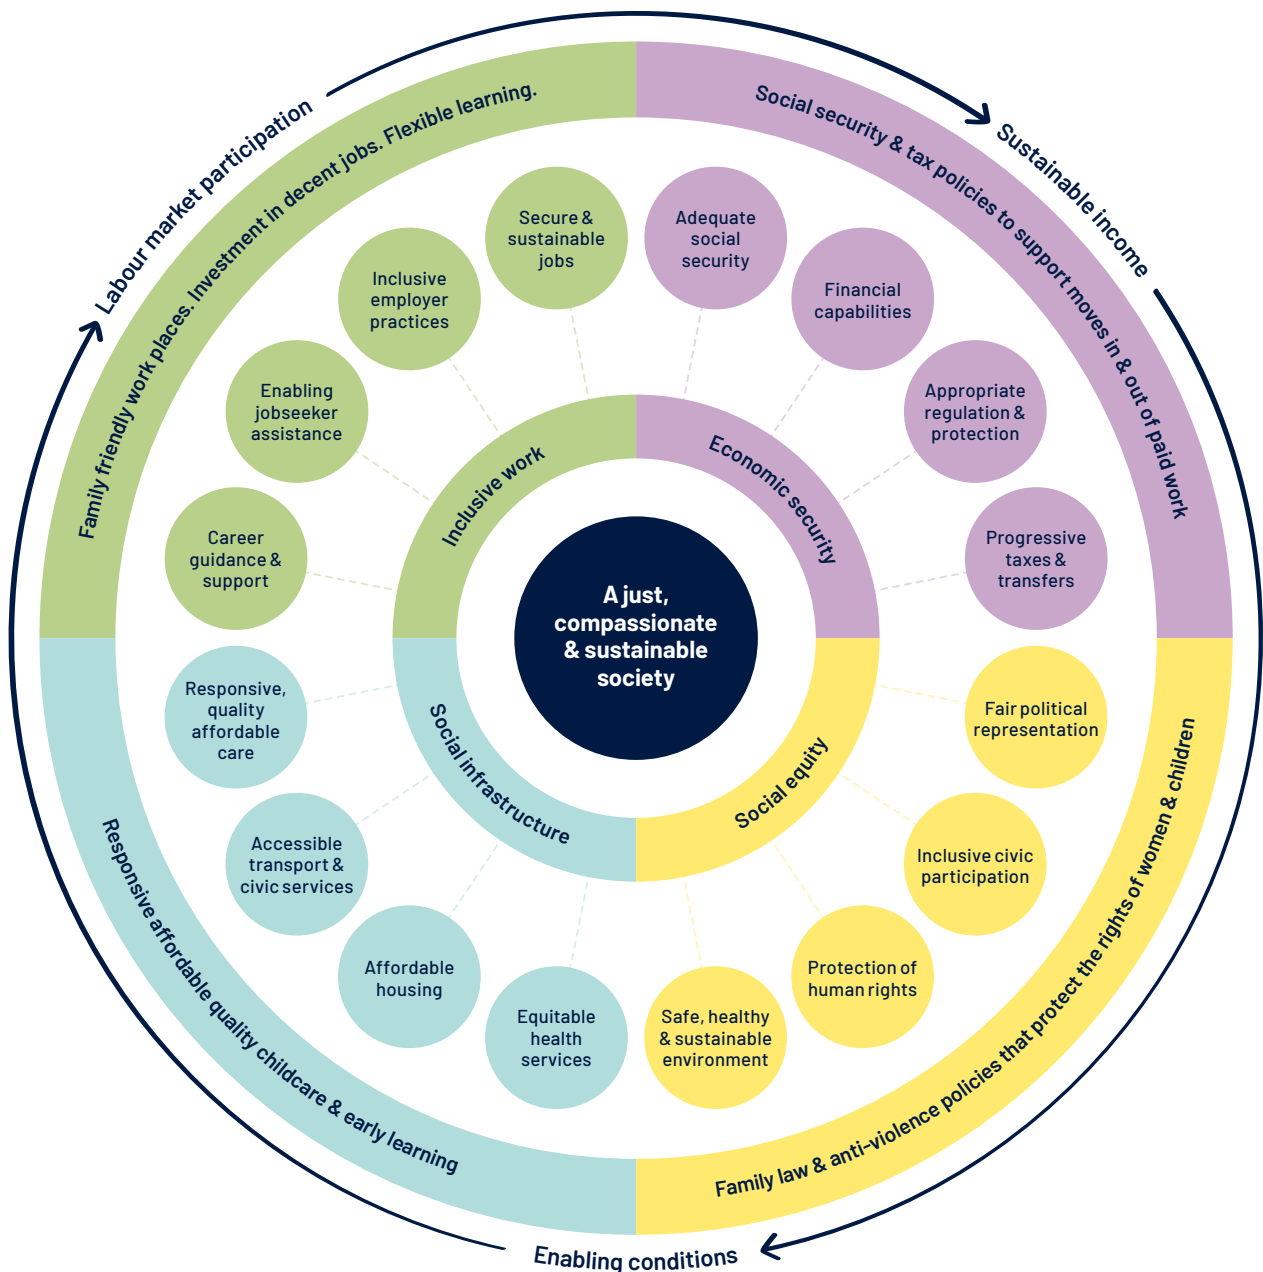 Labour market participation
Sustainable income
Enabling conditions
Family friendly work places. Investment in decent jobs. Flexible learning.
Social security & tax policies to support moves in & out of paid work
Family law & anti-violence policies that protect the rights of women & children
Responsive affordable quality childcare & early learning
Secure &
sustainable
jobs
Inclusive
employer
practices
Enabling
jobseeker
assistance
Career
guidance &
support
Adequate
social
security
Financial
capabilities
Appropriate
regulation &
protection
Progressive
taxes &
transfers
Fair political
representation
Inclusive civic
participation
Protection of
human rights
Safe, healthy
& sustainable
environment
Equitable
health
services
Affordable
housing
Accessible
transport &
civic services
Responsive,
quality
affordable
care
Inclusive work
Economic security
Social equity
Social infrastructure
A just,
compassionate
& sustainable
society